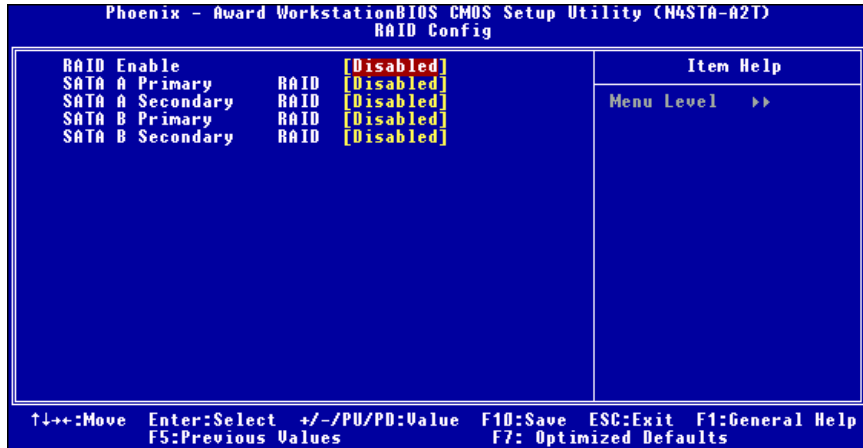 Phoenix - Award WorkstationBIOS CMOS Setup Utility (N4STA-A2T)
RAID Config
RAID Enable [Disabled]
SATA A Primary RAID [Disabled]
SATA A Secondary RAID [Disabled]
SATA B Primary RAID [Disabled]
SATA B Secondary RAID [Disabled]
Item Help
Menu Level ▸▸
↑↓→←:Move Enter:Select +/-/PU/PD:Value F10:Save ESC:Exit F1:General Help
F5:Previous Values F7: Optimized Defaults